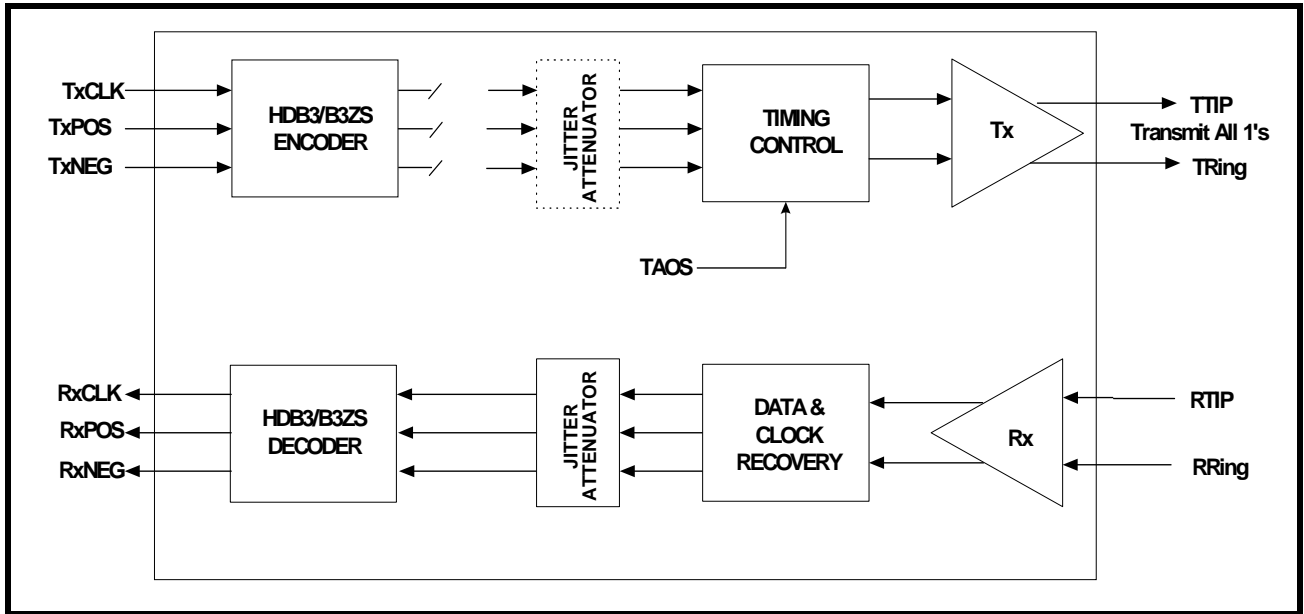 TxCLK
TxPOS
TxNEG
HDB3/B3ZS
ENCODER
JITTER
ATTENUATOR
TIMING
CONTROL
Tx
TTIP
Transmit All 1's
TRing
TAOS
RxCLK
RxPOS
RxNEG
HDB3/B3ZS
DECODER
JITTER
ATTENUATOR
DATA &
CLOCK
RECOVERY
Rx
RTIP
RRing